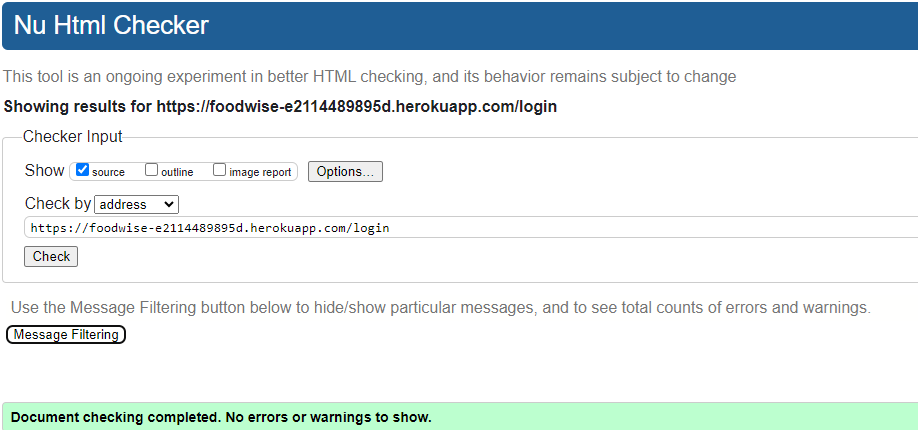 Nu Html Checker
This tool is an ongoing experiment in better HTML checking, and its behavior remains subject to change
Showing results for https://foodwise-e2114489895d.herokuapp.com/login
Checker Input
Show source outline image report Options...
Check by address
https://foodwise-e2114489895d.herokuapp.com/login
Check
Use the Message Filtering button below to hide/show particular messages, and to see total counts of errors and warnings.
Message Filtering
Document checking completed. No errors or warnings to show.